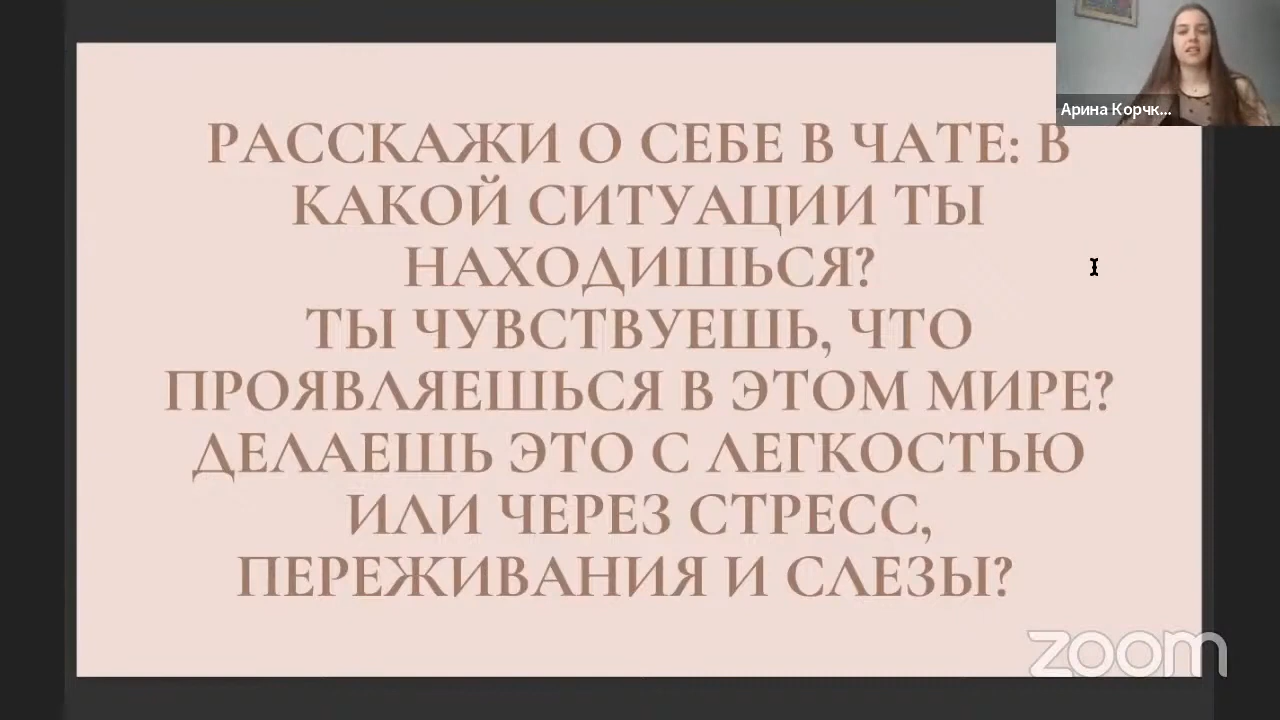 Арина Корчк...
РАССКАЖИ О СЕБЕ В ЧАТЕ: В
КАКОЙ СИТУАЦИИ ТЫ
НАХОДИШЬСЯ?
ТЫ ЧУВСТВУЕШЬ, ЧТО
ПРОЯВЛЯЕШЬСЯ В ЭТОМ МИРЕ?
ДЕЛАЕШЬ ЭТО С ЛЕГКОСТЬЮ
ИЛИ ЧЕРЕЗ СТРЕСС,
ПЕРЕЖИВАНИЯ И СЛЕЗЫ?
zoom